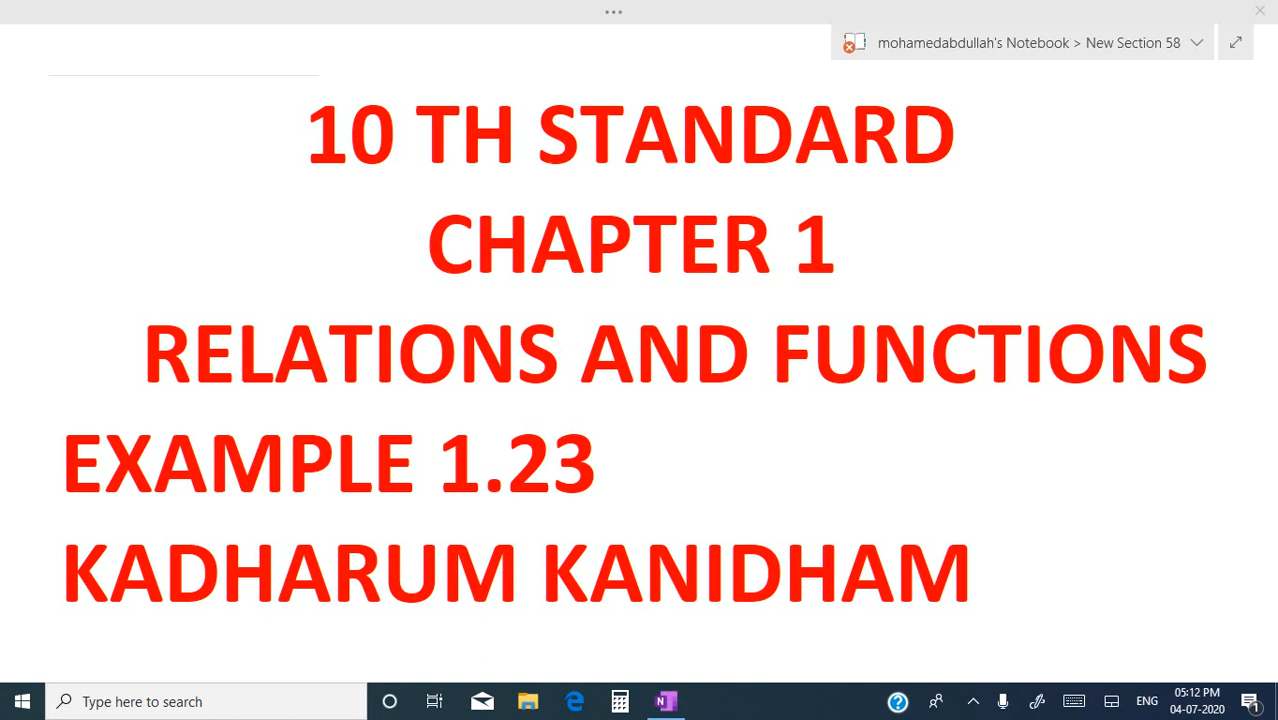 mohamedabdullah's Notebook > New Section 58
10 TH STANDARD
CHAPTER 1
RELATIONS AND FUNCTIONS
EXAMPLE 1.23
KADHARUM KANIDHAM
Type here to search
ENG
05:12 PM
04-07-2020
1